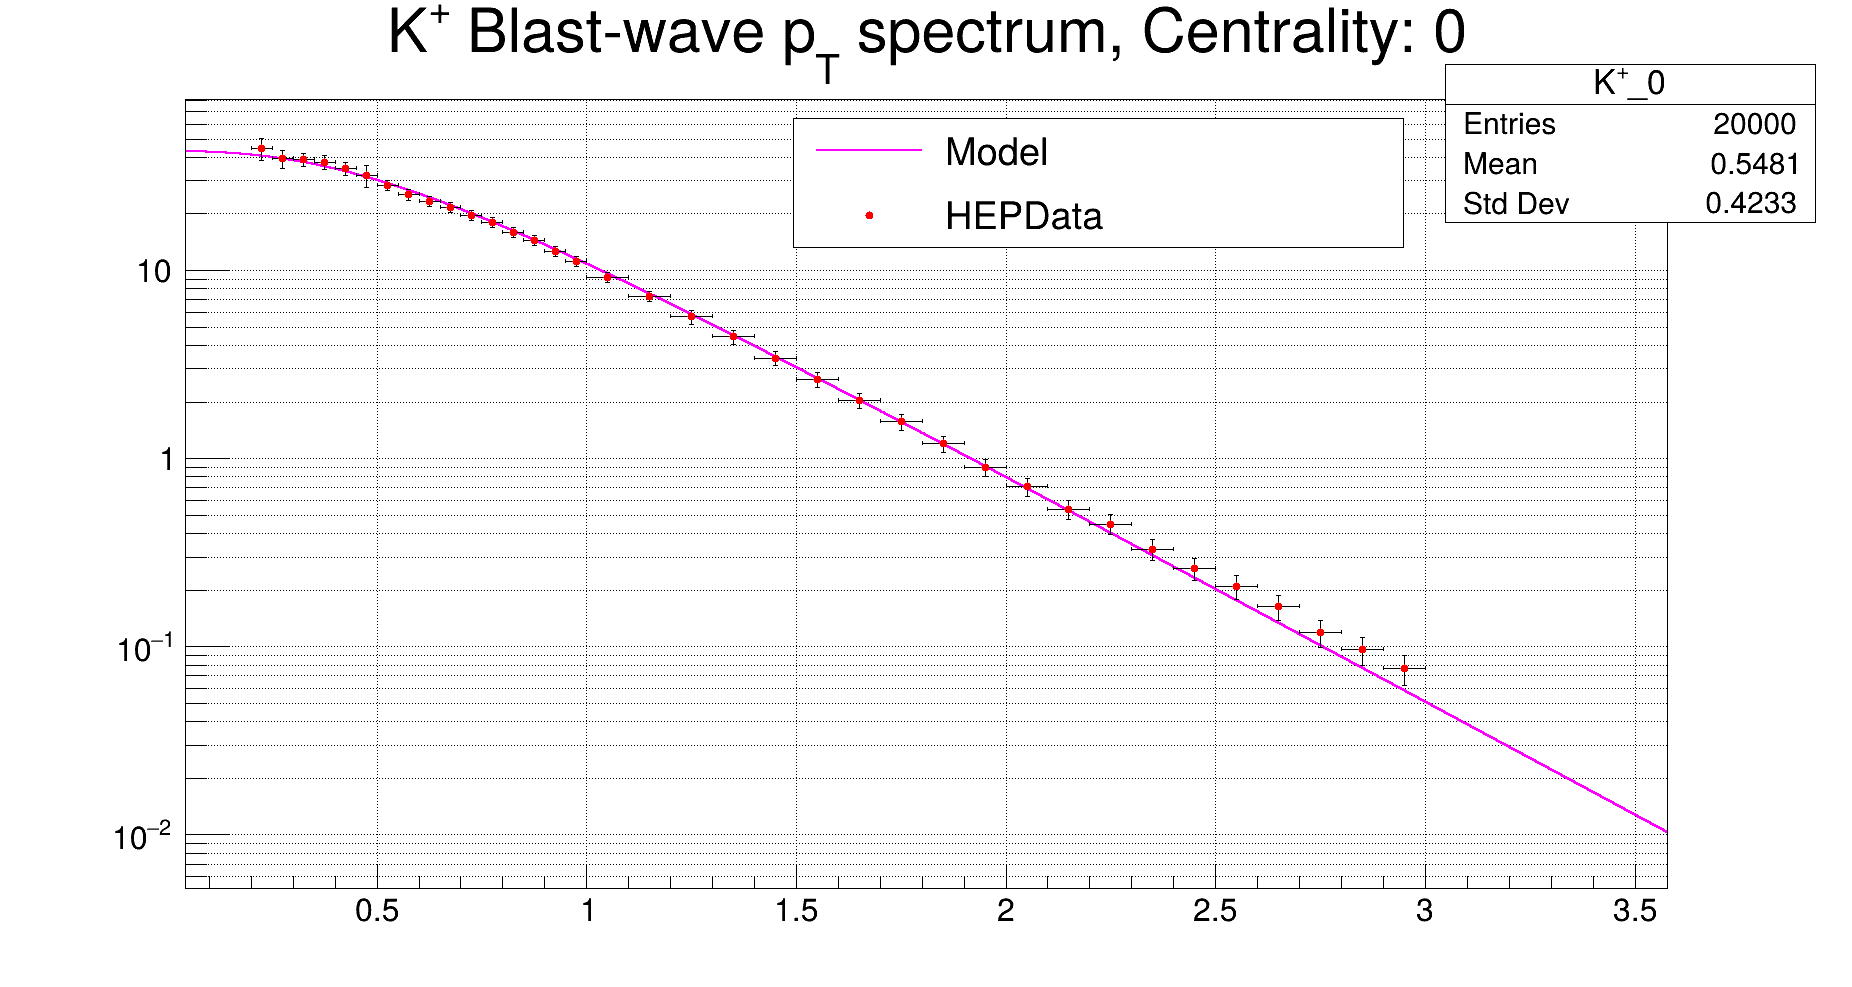 K+ Blast-wave pT spectrum, Centrality: 0
K+_0
Entries 20000
Mean 0.5481
Std Dev 0.4233
Model
HEPData
10
1
10−1
10−2
0.5 1 1.5 2 2.5 3 3.5